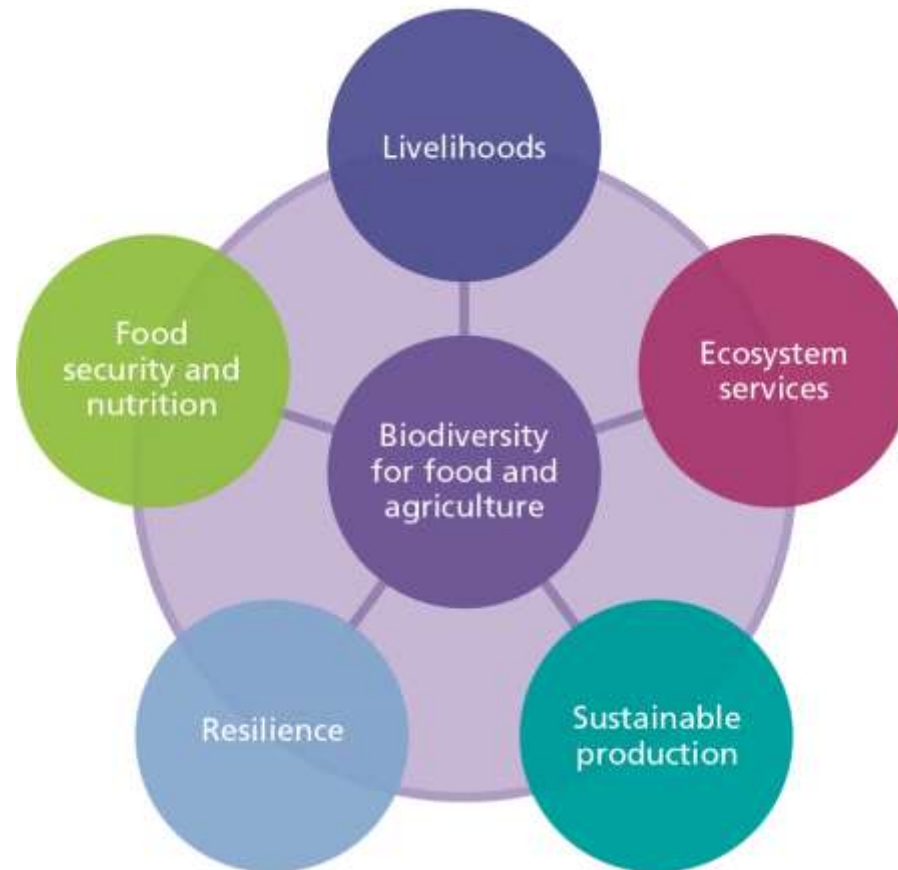 Livelihoods
Food
security and
nutrition
Ecosystem
services
Biodiversity
for food and
agriculture
Resilience
Sustainable
production